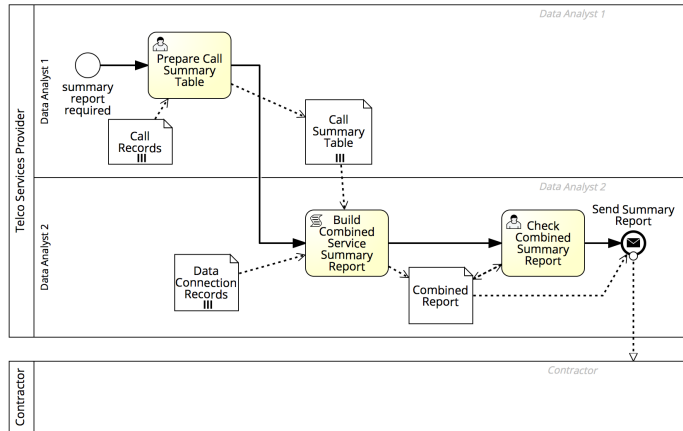 Data Analyst 1
Telco Services Provider
Data Analyst 1
summary
report
required
Prepare Call
Summary
Table
Call
Records
Call
Summary
Table
Data Analyst 2
Data Analyst 2
Build
Combined
Service
Summary
Report
Data
Connection
Records
Combined
Report
Check
Combined
Summary
Report
Send Summary
Report
Contractor
Contractor